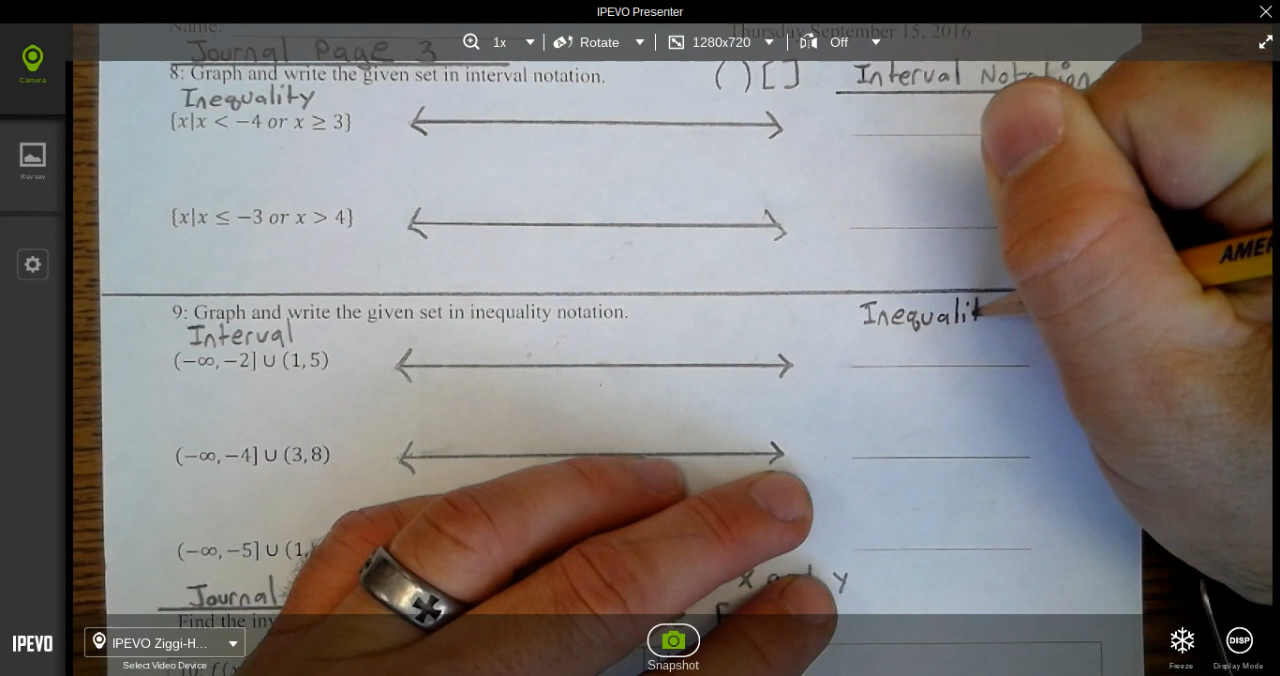 IPEVO Presenter
Name: Thursday September 15, 2016
Journal Page 3
1x Rotate 1280x720 Off
Camera
8: Graph and write the given set in interval notation. ( ) [ ] Interval Notation
Inequality
{x|x < −4 or x ≥ 3}
Review
{x|x ≤ −3 or x > 4}
AMER
9: Graph and write the given set in inequality notation. Inequalit
Interval
(−∞, −2] ∪ (1, 5)
(−∞, −4] ∪ (3, 8)
(−∞, −5] ∪ (1,
x y
Journal
Find the inv
IPEVO
IPEVO Ziggi-H...
Select Video Device
Snapshot
DISP
Freeze
Display Mode